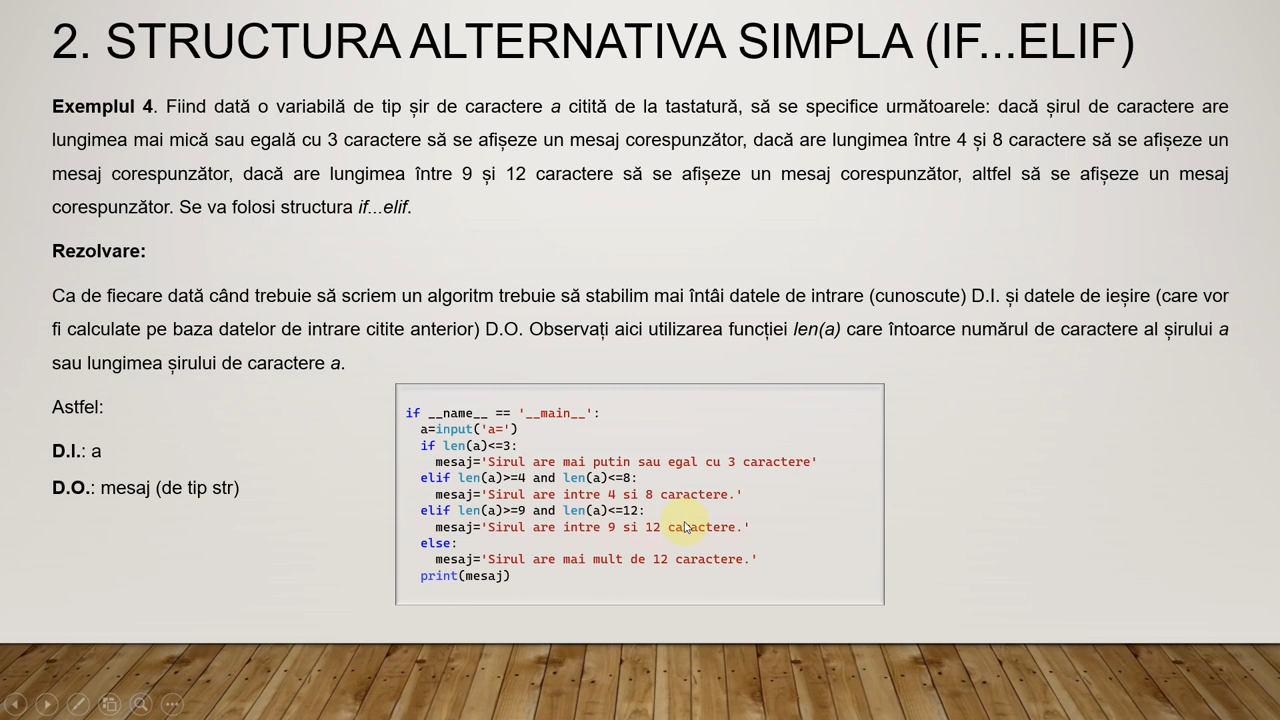 2. STRUCTURA ALTERNATIVA SIMPLA (IF...ELIF)
Exemplul 4. Fiind dată o variabilă de tip șir de caractere a citită de la tastatură, să se specifice următoarele: dacă șirul de caractere are
lungimea mai mică sau egală cu 3 caractere să se afișeze un mesaj corespunzător, dacă are lungimea între 4 și 8 caractere să se afișeze un
mesaj corespunzător, dacă are lungimea între 9 și 12 caractere să se afișeze un mesaj corespunzător, altfel să se afișeze un mesaj
corespunzător. Se va folosi structura if...elif.
Rezolvare:
Ca de fiecare dată când trebuie să scriem un algoritm trebuie să stabilim mai întâi datele de intrare (cunoscute) D.I. și datele de ieșire (care vor
fi calculate pe baza datelor de intrare citite anterior) D.O. Observați aici utilizarea funcției len(a) care întoarce numărul de caractere al șirului a
sau lungimea șirului de caractere a.
Astfel:
D.I.: a
D.O.: mesaj (de tip str)
if __name__ == '__main__':
  a=input('a=')
  if len(a)<=3:
    mesaj='Sirul are mai putin sau egal cu 3 caractere'
  elif len(a)>=4 and len(a)<=8:
    mesaj='Sirul are intre 4 si 8 caractere.'
  elif len(a)>=9 and len(a)<=12:
    mesaj='Sirul are intre 9 si 12 caractere.'
  else:
    mesaj='Sirul are mai mult de 12 caractere.'
  print(mesaj)